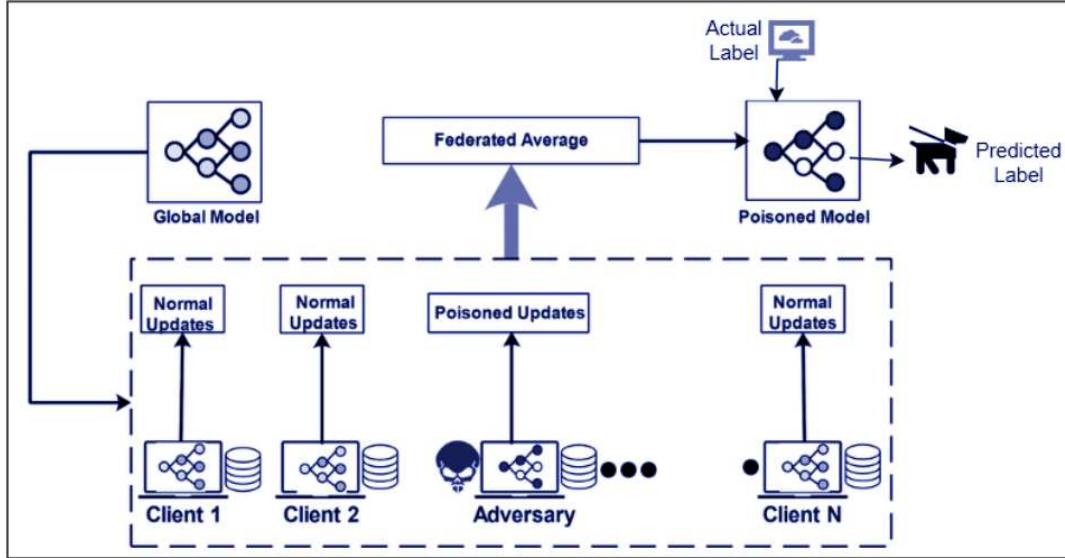 Actual
Label
Federated Average
Predicted
Label
Global Model
Poisoned Model
Normal
Updates
Normal
Updates
Poisoned Updates
Normal
Updates
Client 1
Client 2
Adversary
Client N